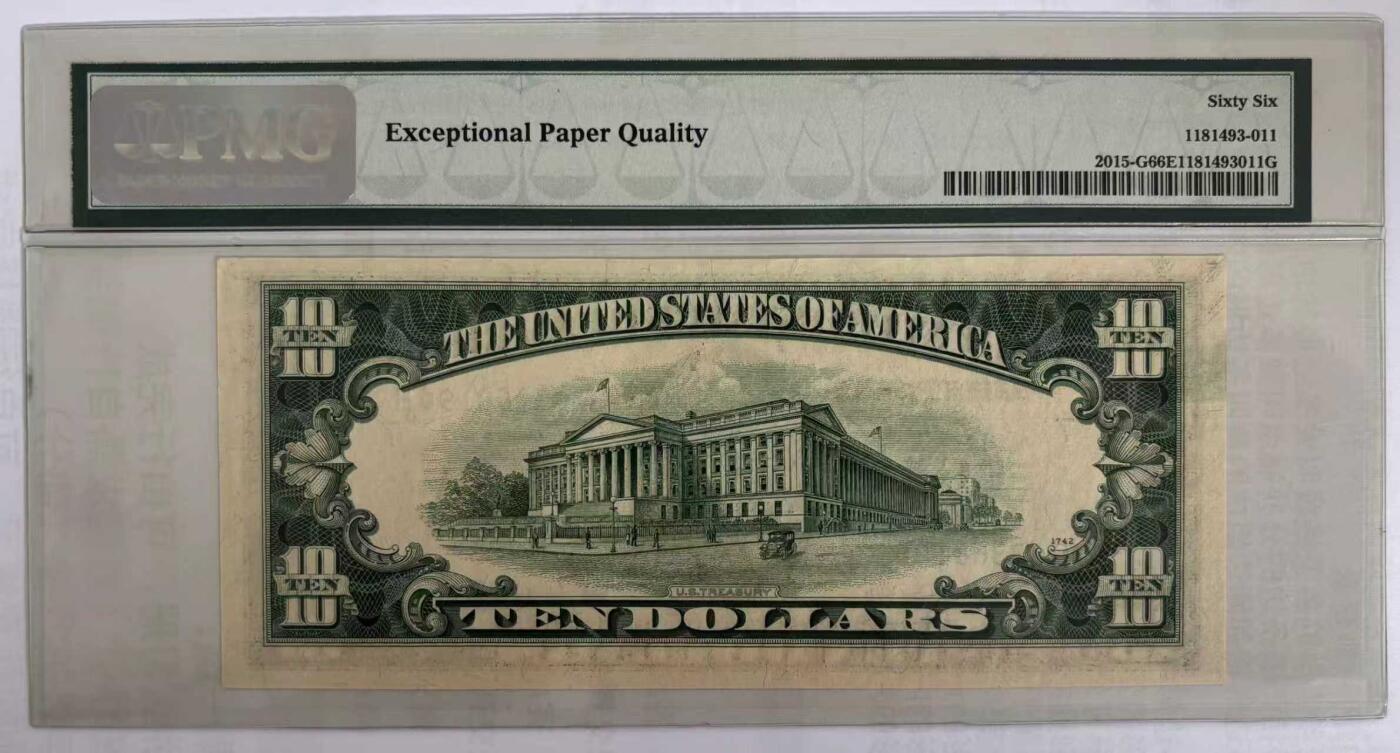 PMG
Exceptional Paper Quality
Sixty Six
1181493-011
2015-G66E1181493011G
THE UNITED STATES OF AMERICA
10
TEN
10
TEN
1742
10
TEN
10
TEN
U.S. TREASURY
TEN DOLLARS